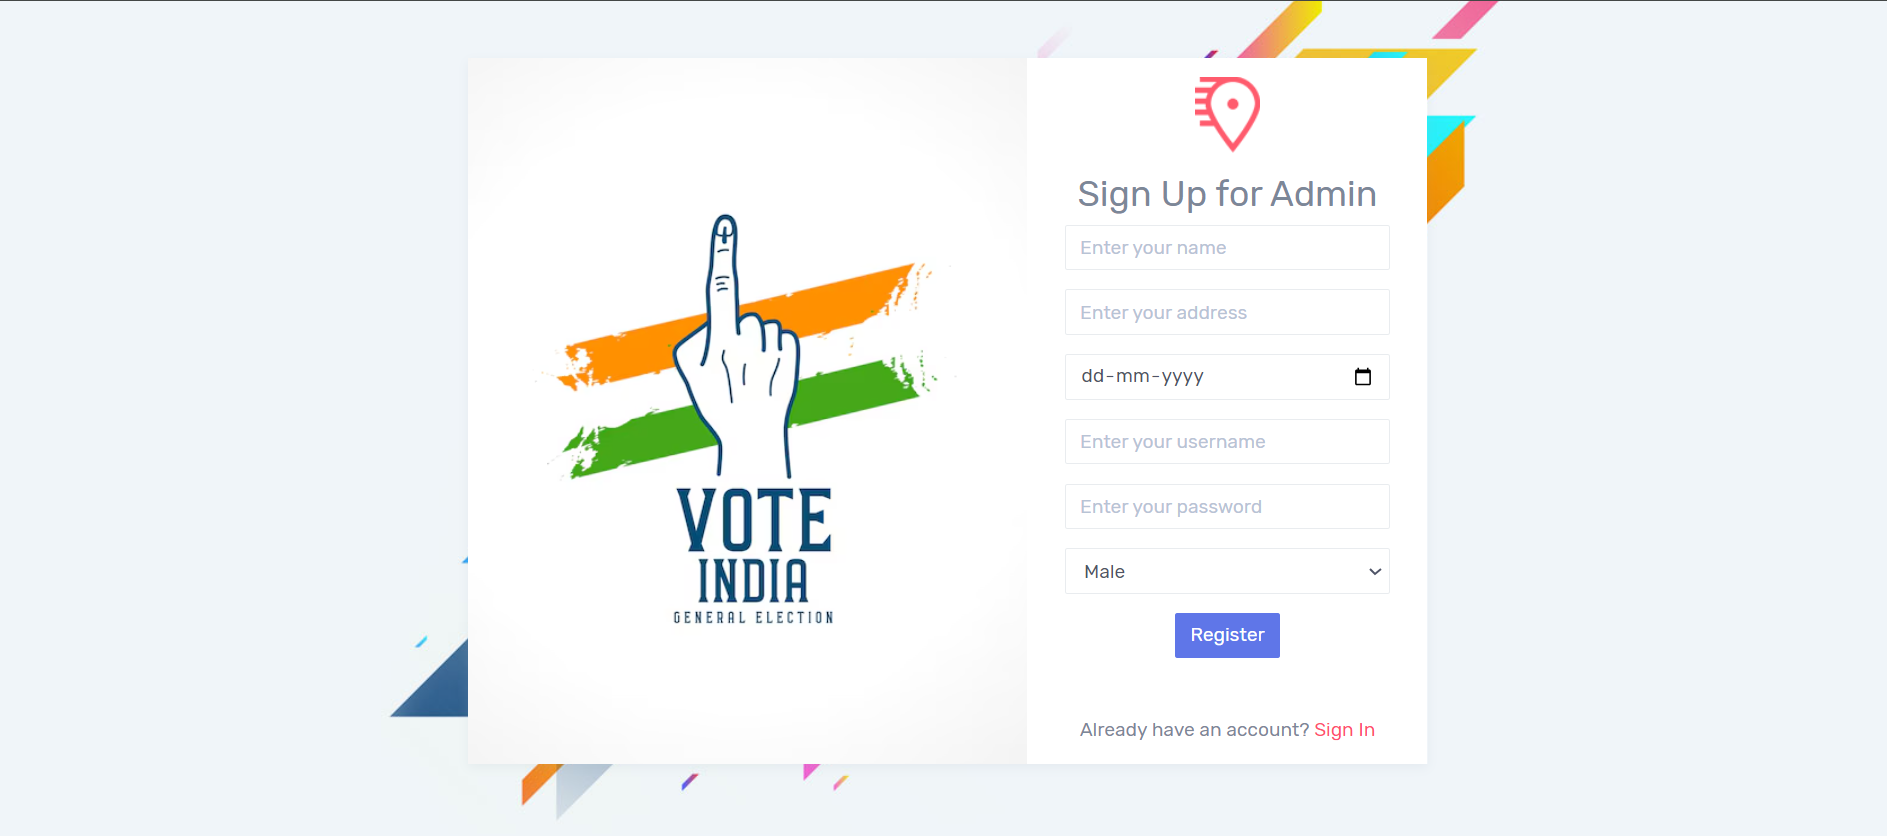 VOTE
INDIA
GENERAL ELECTION
Sign Up for Admin
Enter your name
Enter your address
dd-mm-yyyy
Enter your username
Enter your password
Male
Register
Already have an account? Sign In